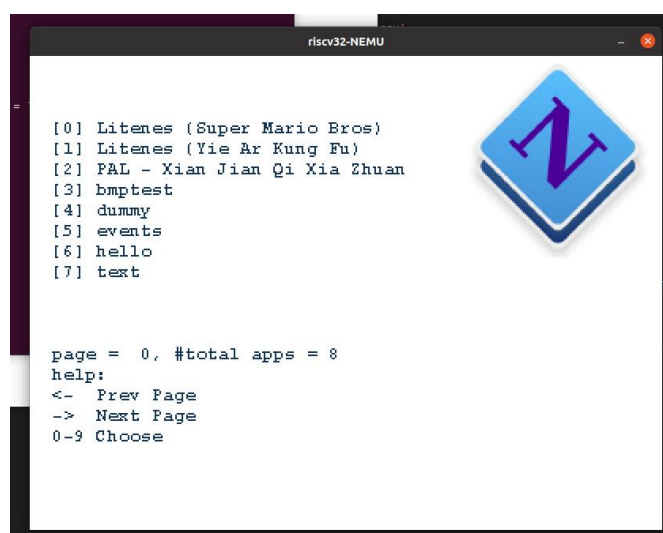 riscv32-NEMU
[0] Litenes (Super Mario Bros)
[1] Litenes (Yie Ar Kung Fu)
[2] PAL - Xian Jian Qi Xia Zhuan
[3] bmptest
[4] dummy
[5] events
[6] hello
[7] text
N
page =  0, #total apps = 8
help:
<-  Prev Page
->  Next Page
0-9 Choose